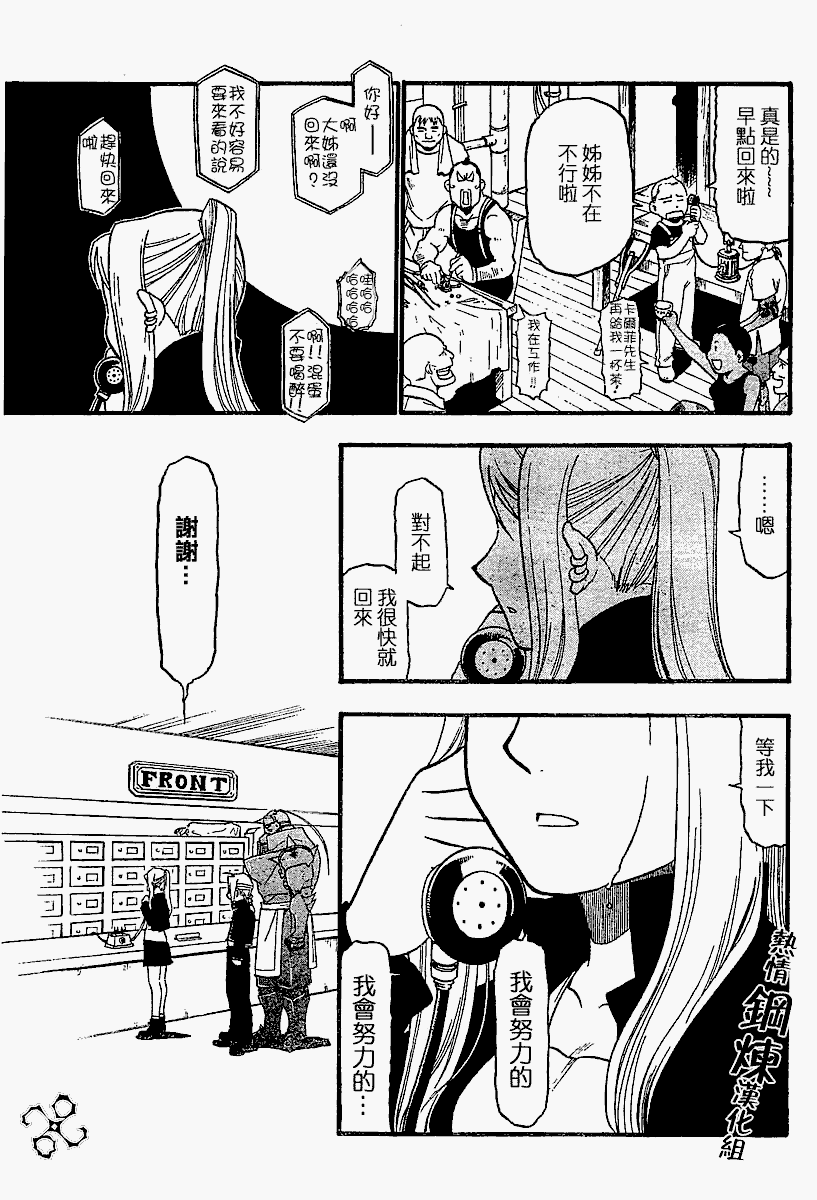 真是的~~~
早點回來啦
姊姊不在
不行啦
卡爾菲先生
再給我一杯茶!
我在工作!!
你好——
啊
大姊還沒
回來啊?
我不好容易
要來看的說
趕快回來
啦
哇哈哈
哈哈哈
哈哈哈
啊!!混蛋
不要喝醉!!
……嗯
對不起
我很快就
回來
等我一下
我會努力的
我會努力的…
謝謝…
FRONT
熱情鋼煉漢化組